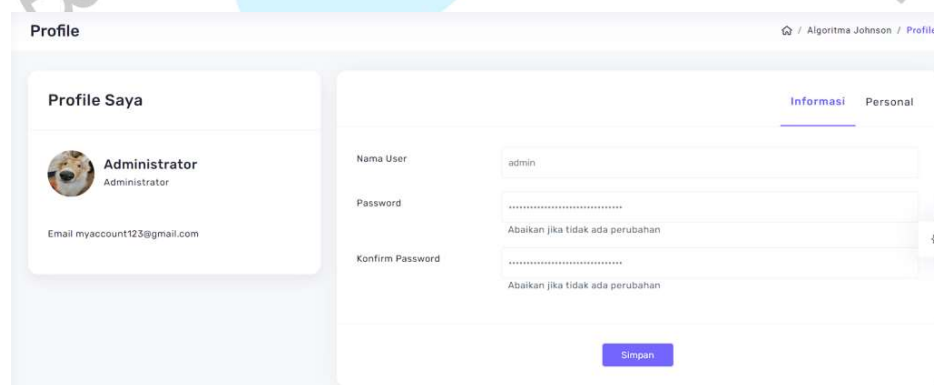 Profile
/ Algoritma Johnson / Profile
Profile Saya
Administrator
Administrator
Email myaccount123@gmail.com
Informasi Personal
Nama User
admin
Password
................................
Abaikan jika tidak ada perubahan
Konfirm Password
................................
Abaikan jika tidak ada perubahan
Simpan